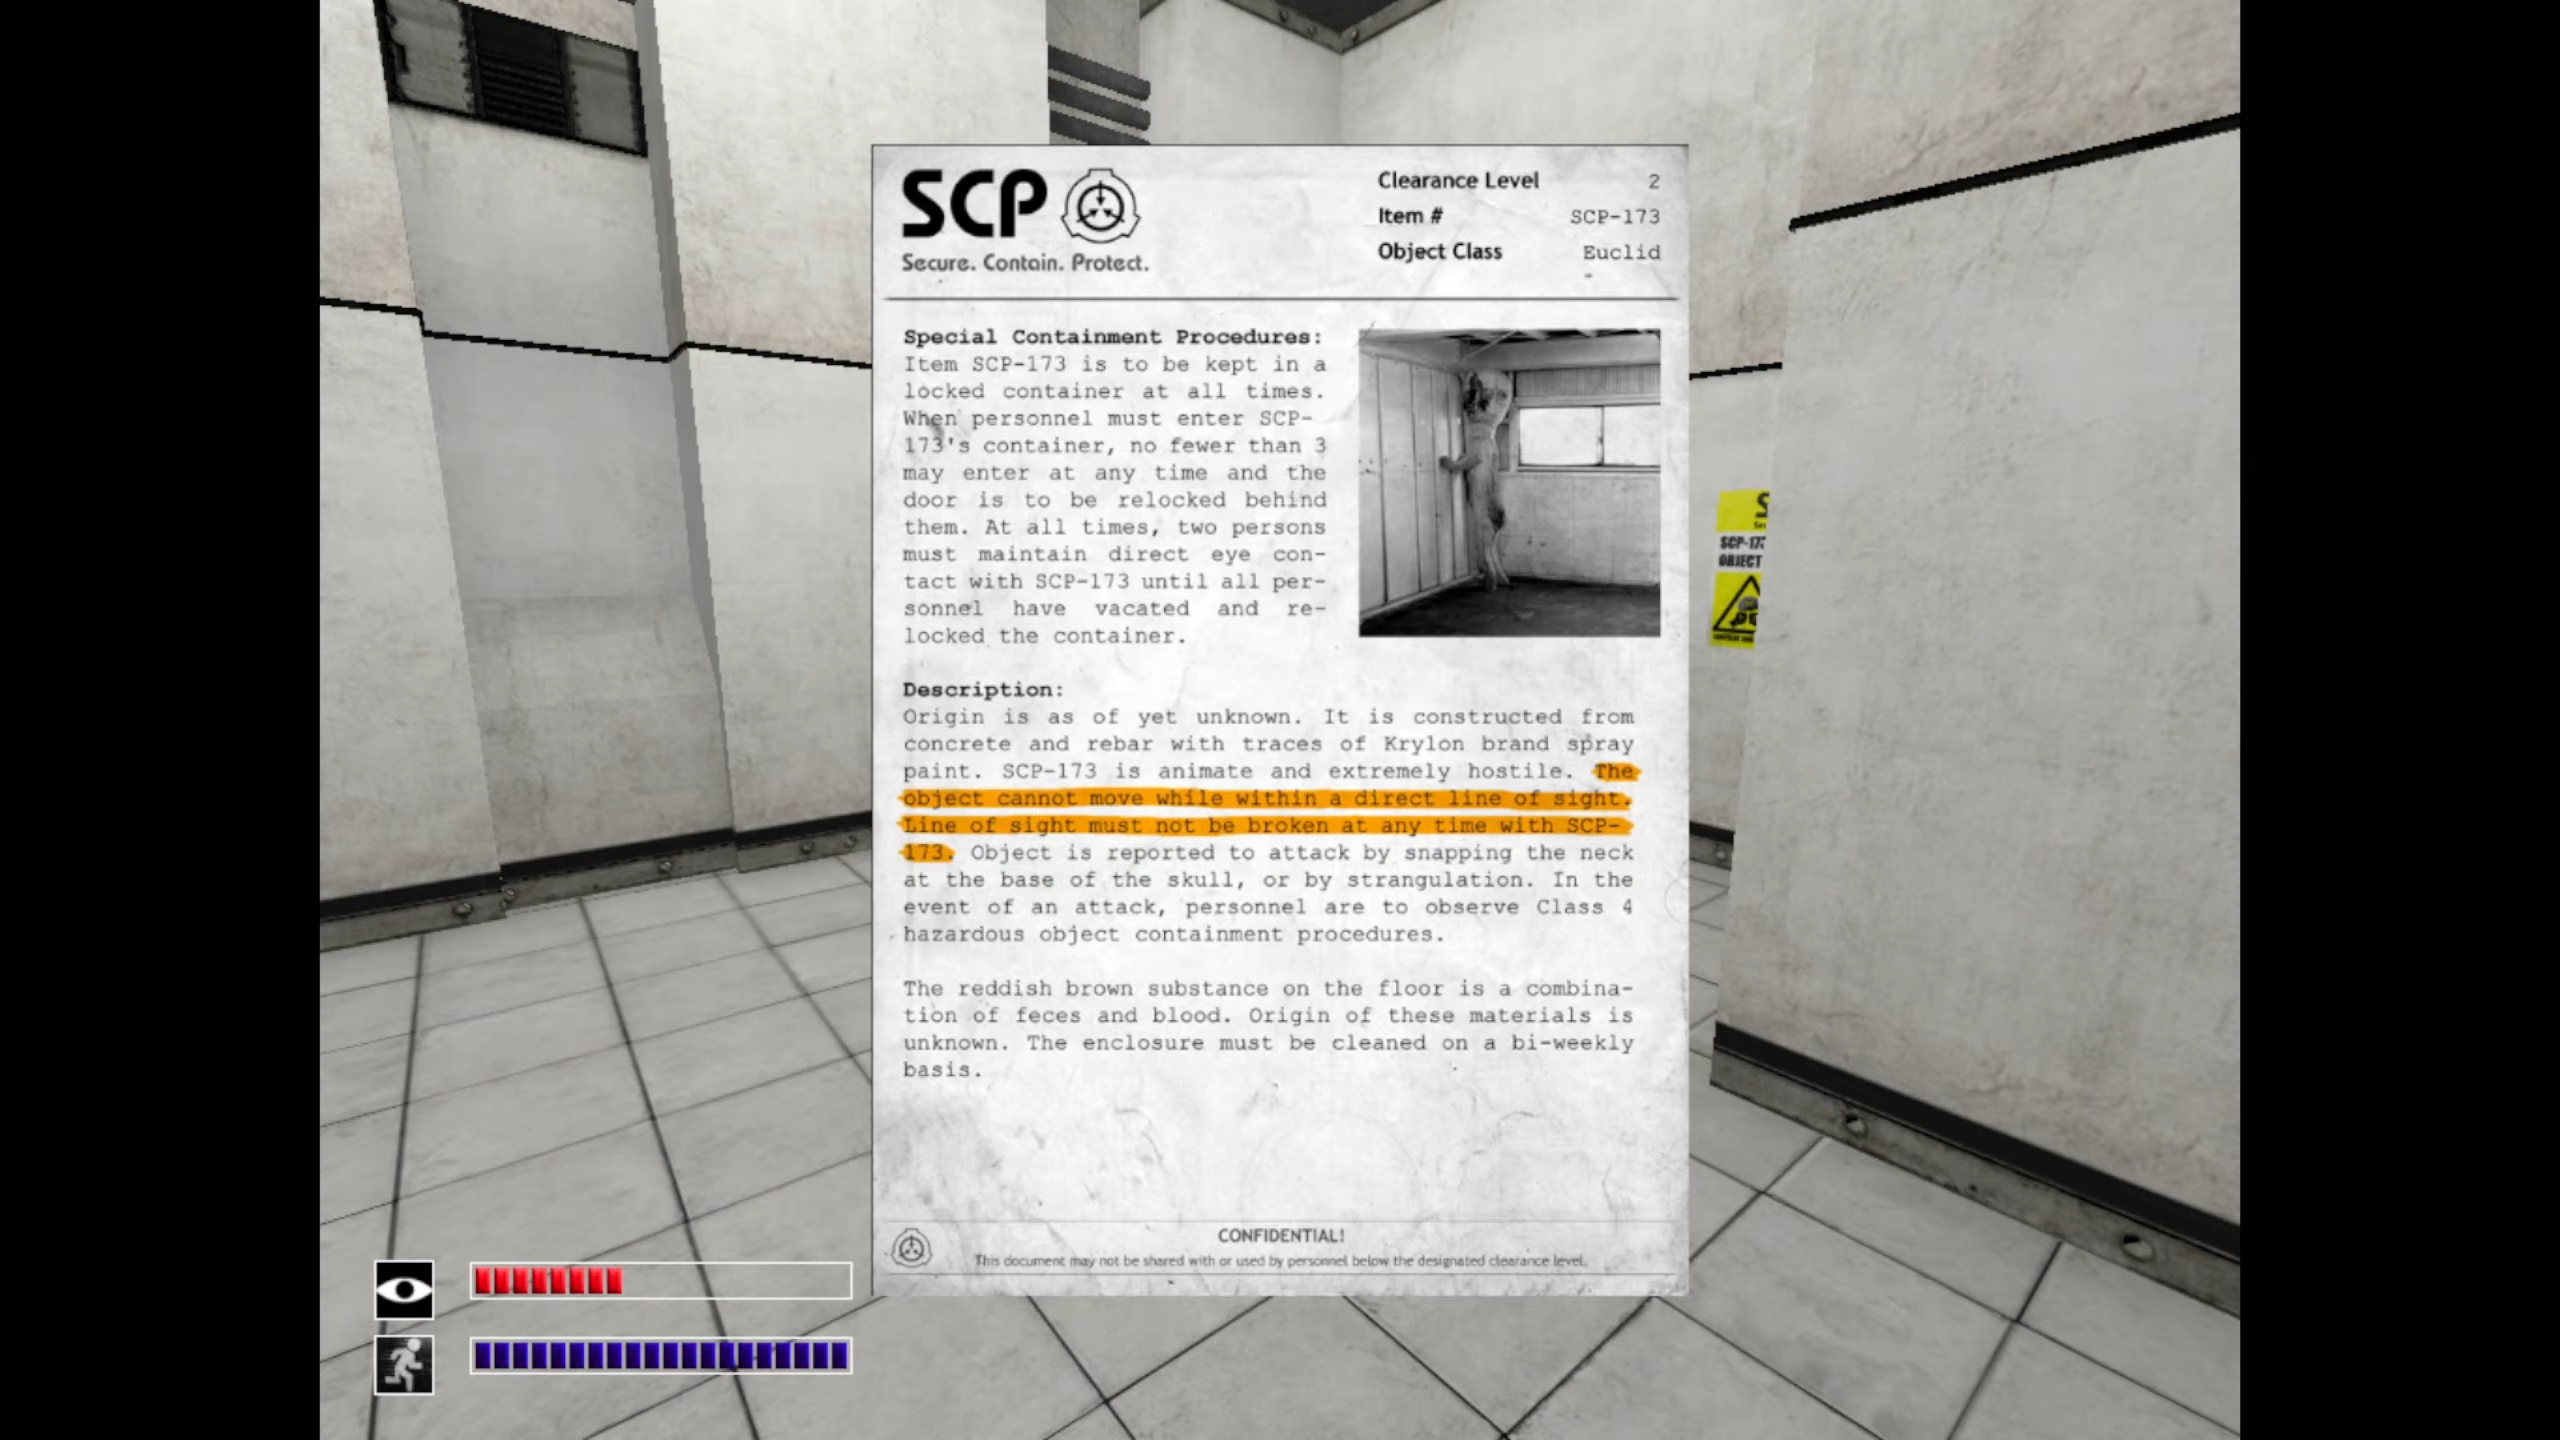 SCP
Secure. Contain. Protect.
Clearance Level 2
Item # SCP-173
Object Class Euclid
Special Containment Procedures:
Item SCP-173 is to be kept in a
locked container at all times.
When personnel must enter SCP-
173's container, no fewer than 3
may enter at any time and the
door is to be relocked behind
them. At all times, two persons
must maintain direct eye con-
tact with SCP-173 until all per-
sonnel have vacated and re-
locked the container.
Description:
Origin is as of yet unknown. It is constructed from
concrete and rebar with traces of Krylon brand spray
paint. SCP-173 is animate and extremely hostile. The
object cannot move while within a direct line of sight.
Line of sight must not be broken at any time with SCP-
173. Object is reported to attack by snapping the neck
at the base of the skull, or by strangulation. In the
event of an attack, personnel are to observe Class 4
hazardous object containment procedures.
The reddish brown substance on the floor is a combina-
tion of feces and blood. Origin of these materials is
unknown. The enclosure must be cleaned on a bi-weekly
basis.
CONFIDENTIAL!
This document may not be shared with or used by personnel below the designated clearance level.
S
SCP-17
OBJECT